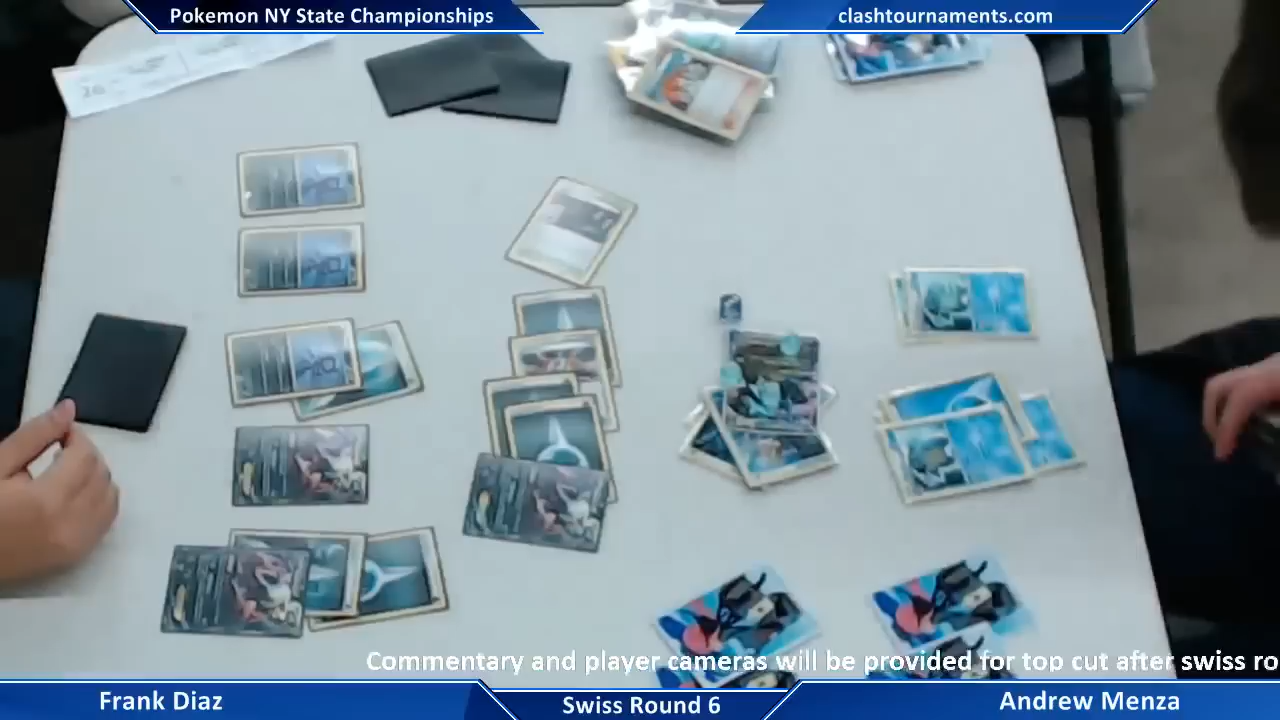 Pokemon NY State Championships
clashtournaments.com
Commentary and player cameras will be provided for top cut after swiss ro
Frank Diaz
Swiss Round 6
Andrew Menza